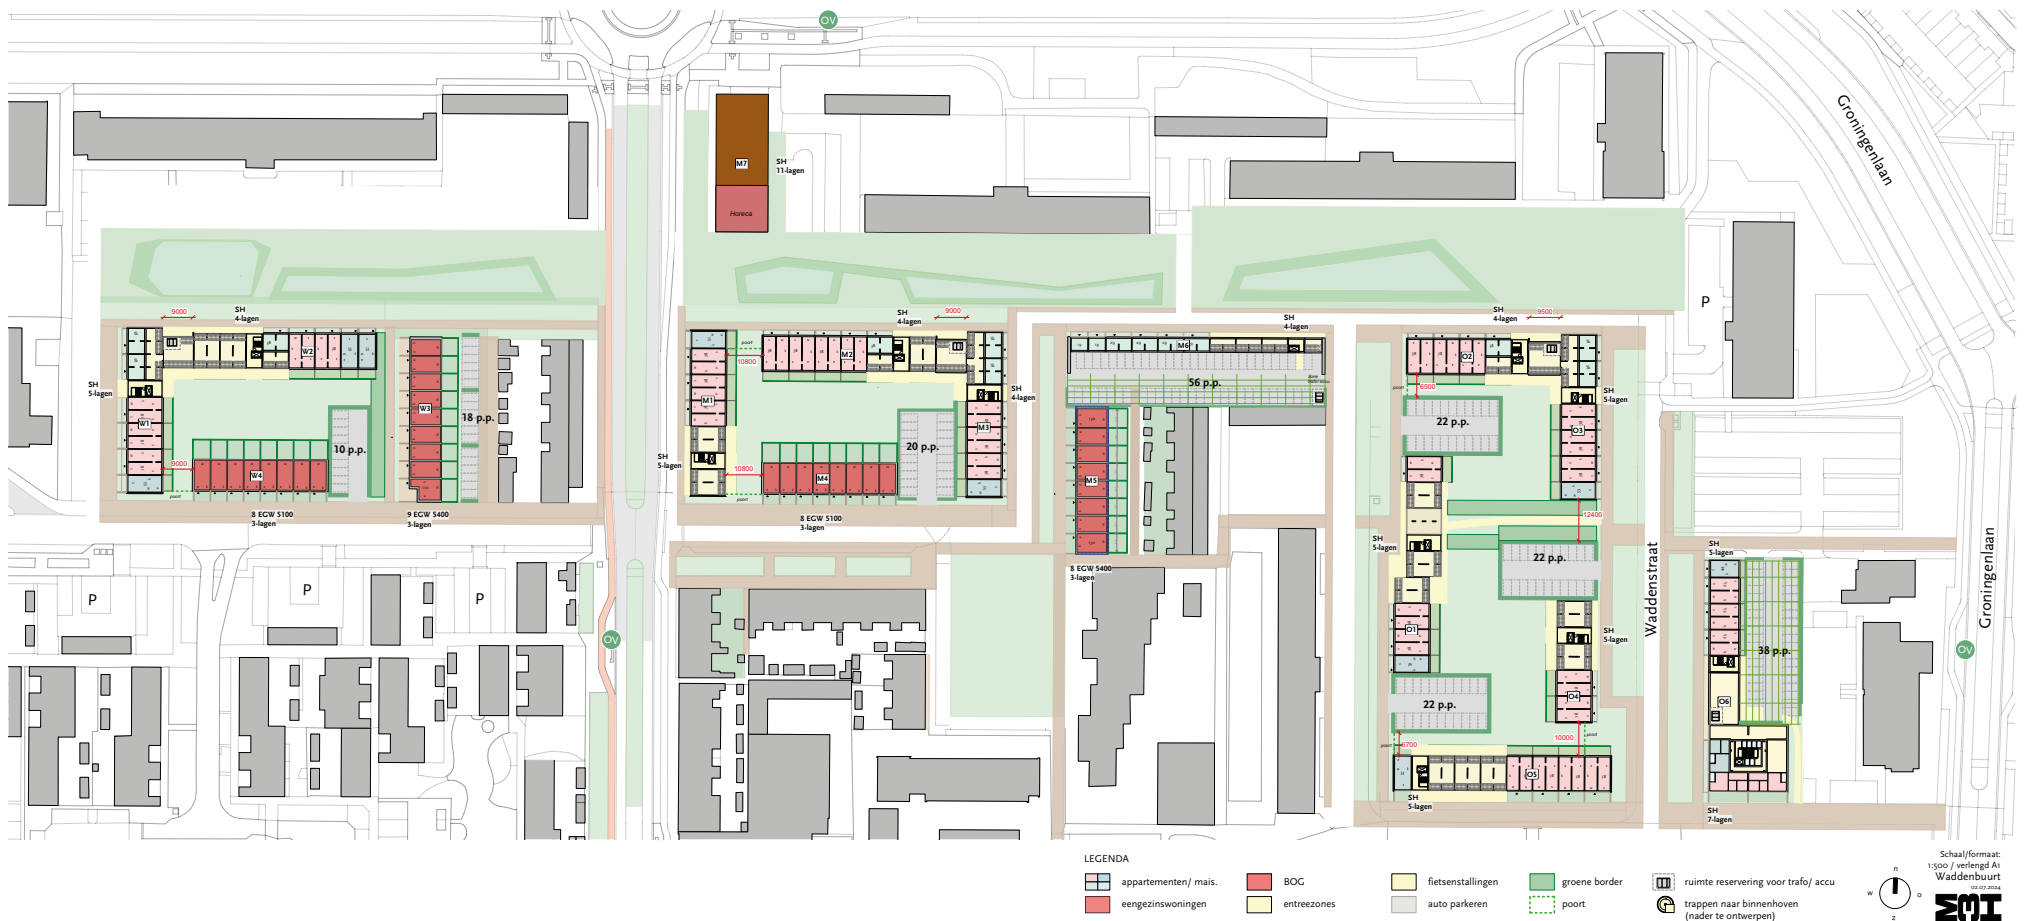 OV
Groningenlaan
M7
SH
11-lagen
Horeca
P
9000
SH
4-lagen
SH
4-lagen
9000
SH
4-lagen
SH
4-lagen
9500
W2
poort
10800
M2
M6
O2
56 p.p.
SH
5-lagen
W1
W3
18 p.p.
M1
SH
4-lagen
M3
poort
6500
22 p.p.
SH
5-lagen
O3
10 p.p.
20 p.p.
9000
W4
poort
SH
5-lagen
10800
M4
poort
M5
8 EGW 5100
3-lagen
9 EGW 5400
3-lagen
8 EGW 5100
3-lagen
12400
SH
5-lagen
22 p.p.
8 EGW 5400
3-lagen
SH
5-lagen
Waddenstraat
Groningenlaan
P
P
P
OV
O1
SH
5-lagen
OV
38 p.p.
O4
O6
22 p.p.
poort
6700
10000
poort
O5
SH
5-lagen
SH
7-lagen
LEGENDA
appartementen/ mais.
eengezinswoningen
BOG
entreezones
fietsenstallingen
auto parkeren
groene border
poort
ruimte reservering voor trafo/ accu
trappen naar binnenhoven
(nader te ontwerpen)
n
w
o
z
Schaal/formaat:
1:500 / verlengd A1
Waddenbuurt
02.07.2024
M3H